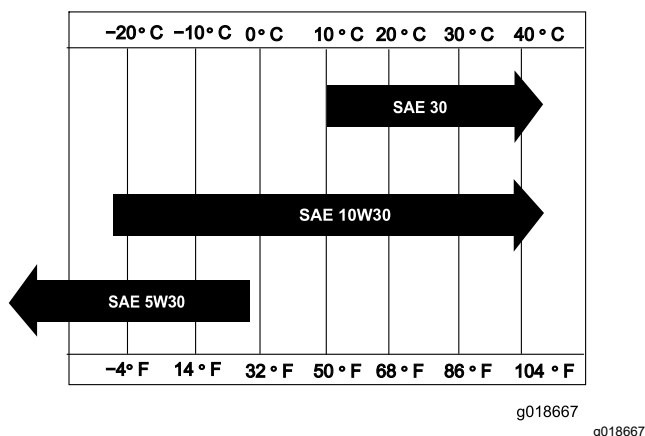 −20° C −10° C 0° C 10° C 20° C 30° C 40° C
SAE 30
SAE 10W30
SAE 5W30
−4° F 14° F 32° F 50° F 68° F 86° F 104 ° F
g018667
g018667